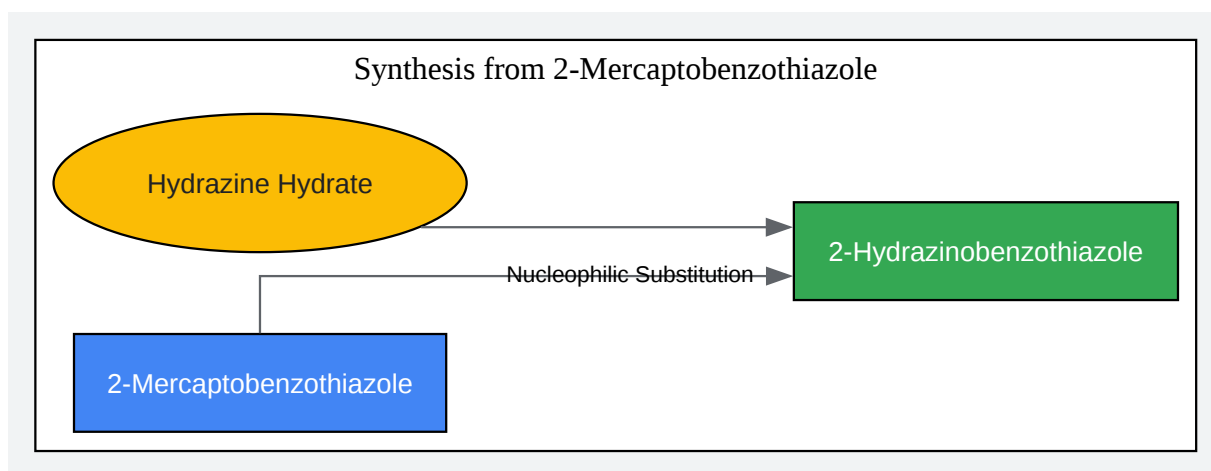 Synthesis from 2-Mercaptobenzothiazole
Hydrazine Hydrate
2-Hydrazinobenzothiazole
Nucleophilic Substitution
2-Mercaptobenzothiazole